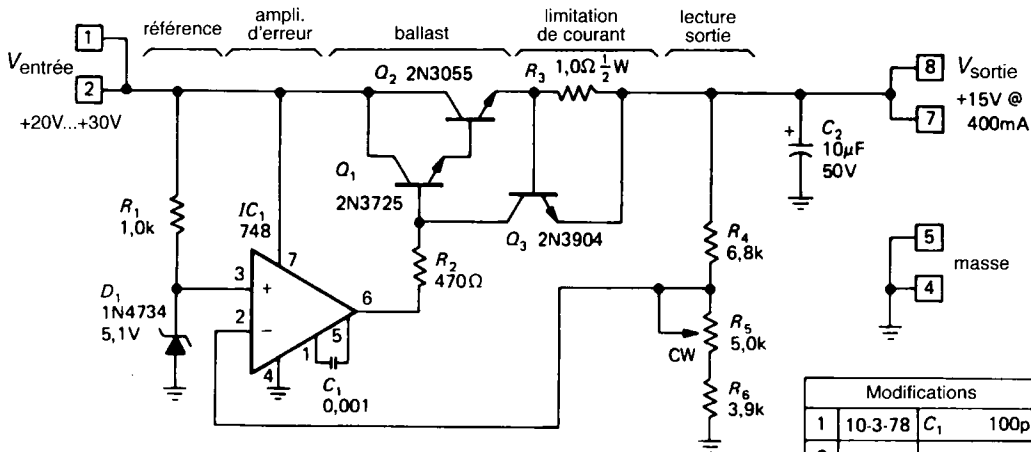 référence
ampli.
d'erreur
ballast
limitation
de courant
lecture
sortie
1
V entrée
2
+20V...+30V
Q₂ 2N3055
R₃ 1,0Ω ½W
8
V sortie
+15V @
400mA
7
C₂
10μF
50V
+
Q₁
2N3725
Q₃ 2N3904
R₁
1,0k
IC₁
748
7
R₂
470Ω
R₄
6,8k
5
masse
4
D₁
1N4734
5,1V
3
+
2
−
6
5
1
4
C₁
0,001
CW
R₅
5,0k
R₆
3,9k
Modifications
1 10-3-78 C₁ 100p